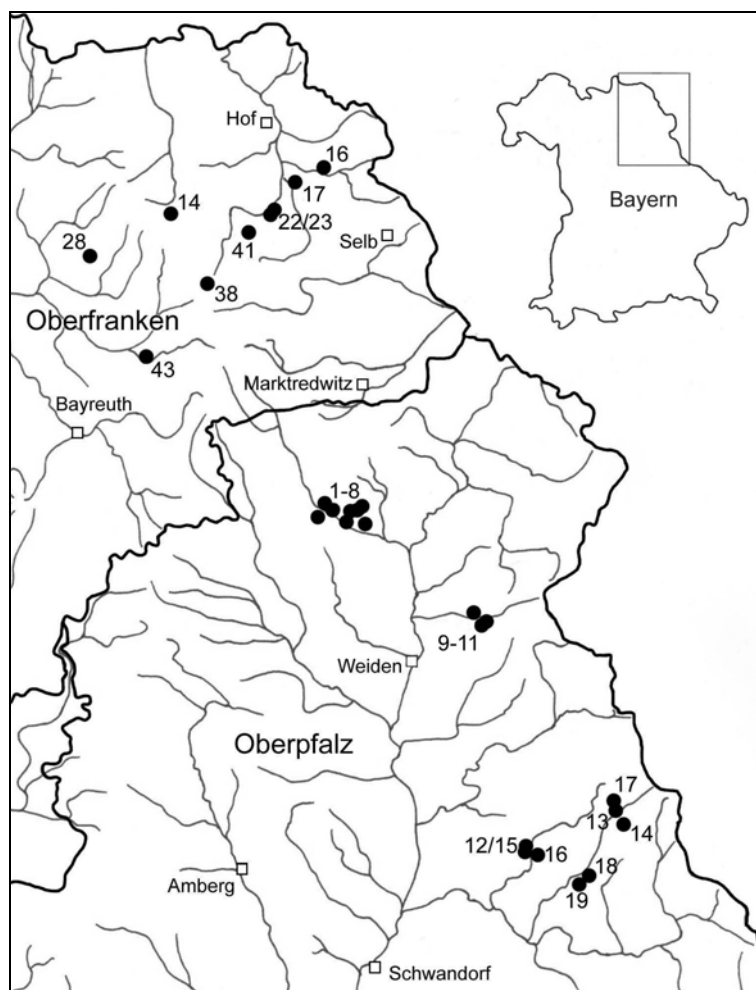 Hof
16
17
14
22/23
41
Selb
28
38
Oberfranken
43
Marktredwitz
Bayreuth
Bayern
1-8
9-11
Weiden
Oberpfalz
17
13
14
12/15
16
18
19
Amberg
Schwandorf